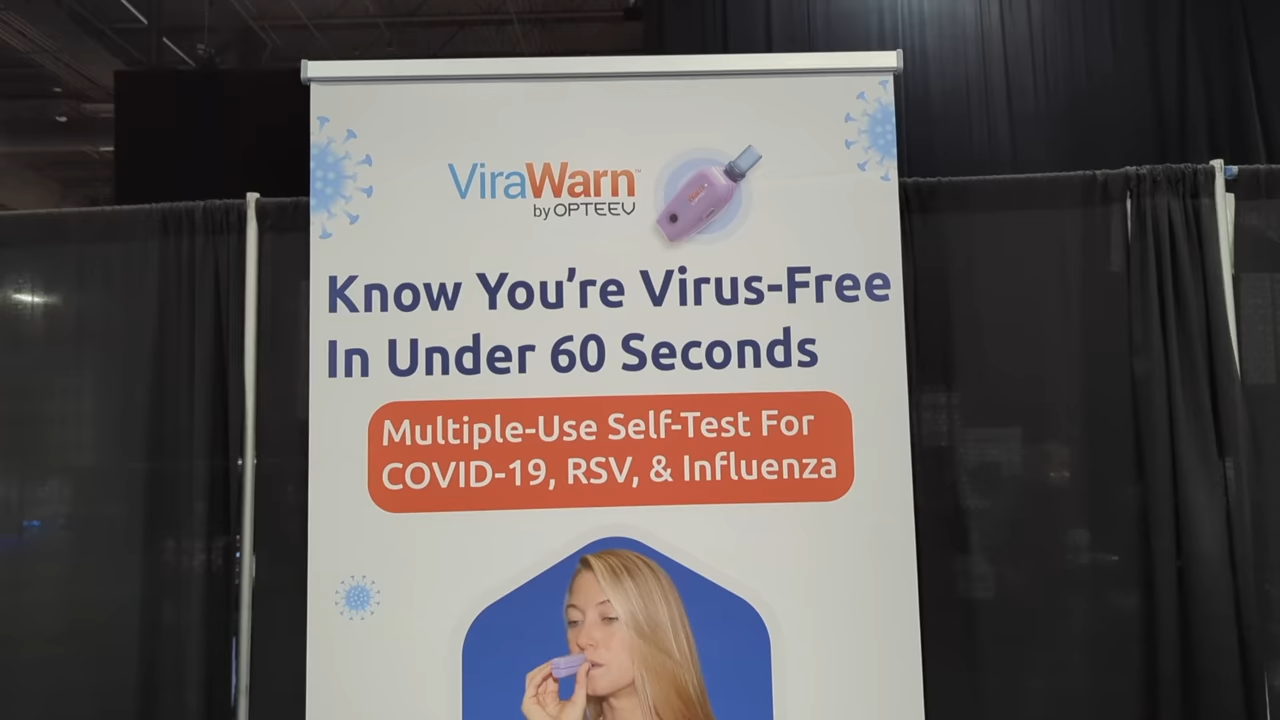 ViraWarn™
by OPTEEV
Know You're Virus-Free
In Under 60 Seconds
Multiple-Use Self-Test For
COVID-19, RSV, & Influenza